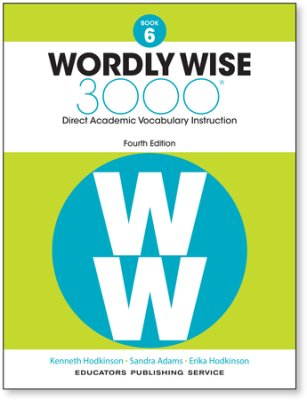 BOOK
6
WORDLY WISE
3000®
Direct Academic Vocabulary Instruction
Fourth Edition
W
W
Kenneth Hodkinson • Sandra Adams • Erika Hodkinson
EDUCATORS PUBLISHING SERVICE